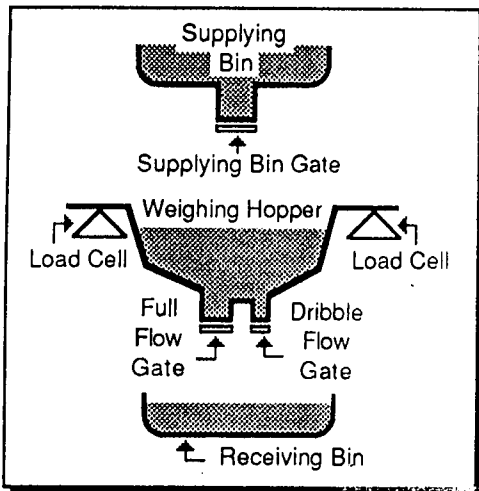 Supplying
Bin
Supplying Bin Gate
Weighing Hopper
Load Cell
Load Cell
Full
Flow
Gate
Dribble
Flow
Gate
Receiving Bin